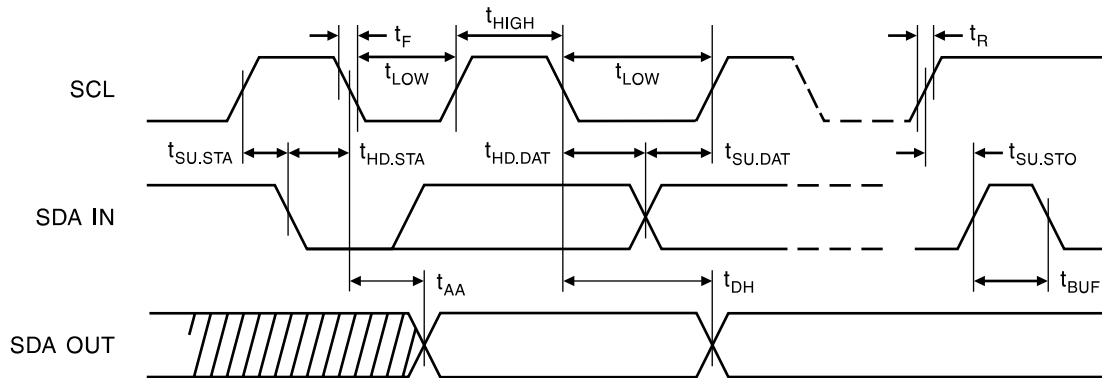 tHIGH
tF
tR
tLOW
tLOW
SCL
tSU.STA
tHD.STA
tHD.DAT
tSU.DAT
tSU.STO
SDA IN
tAA
tDH
tBUF
SDA OUT